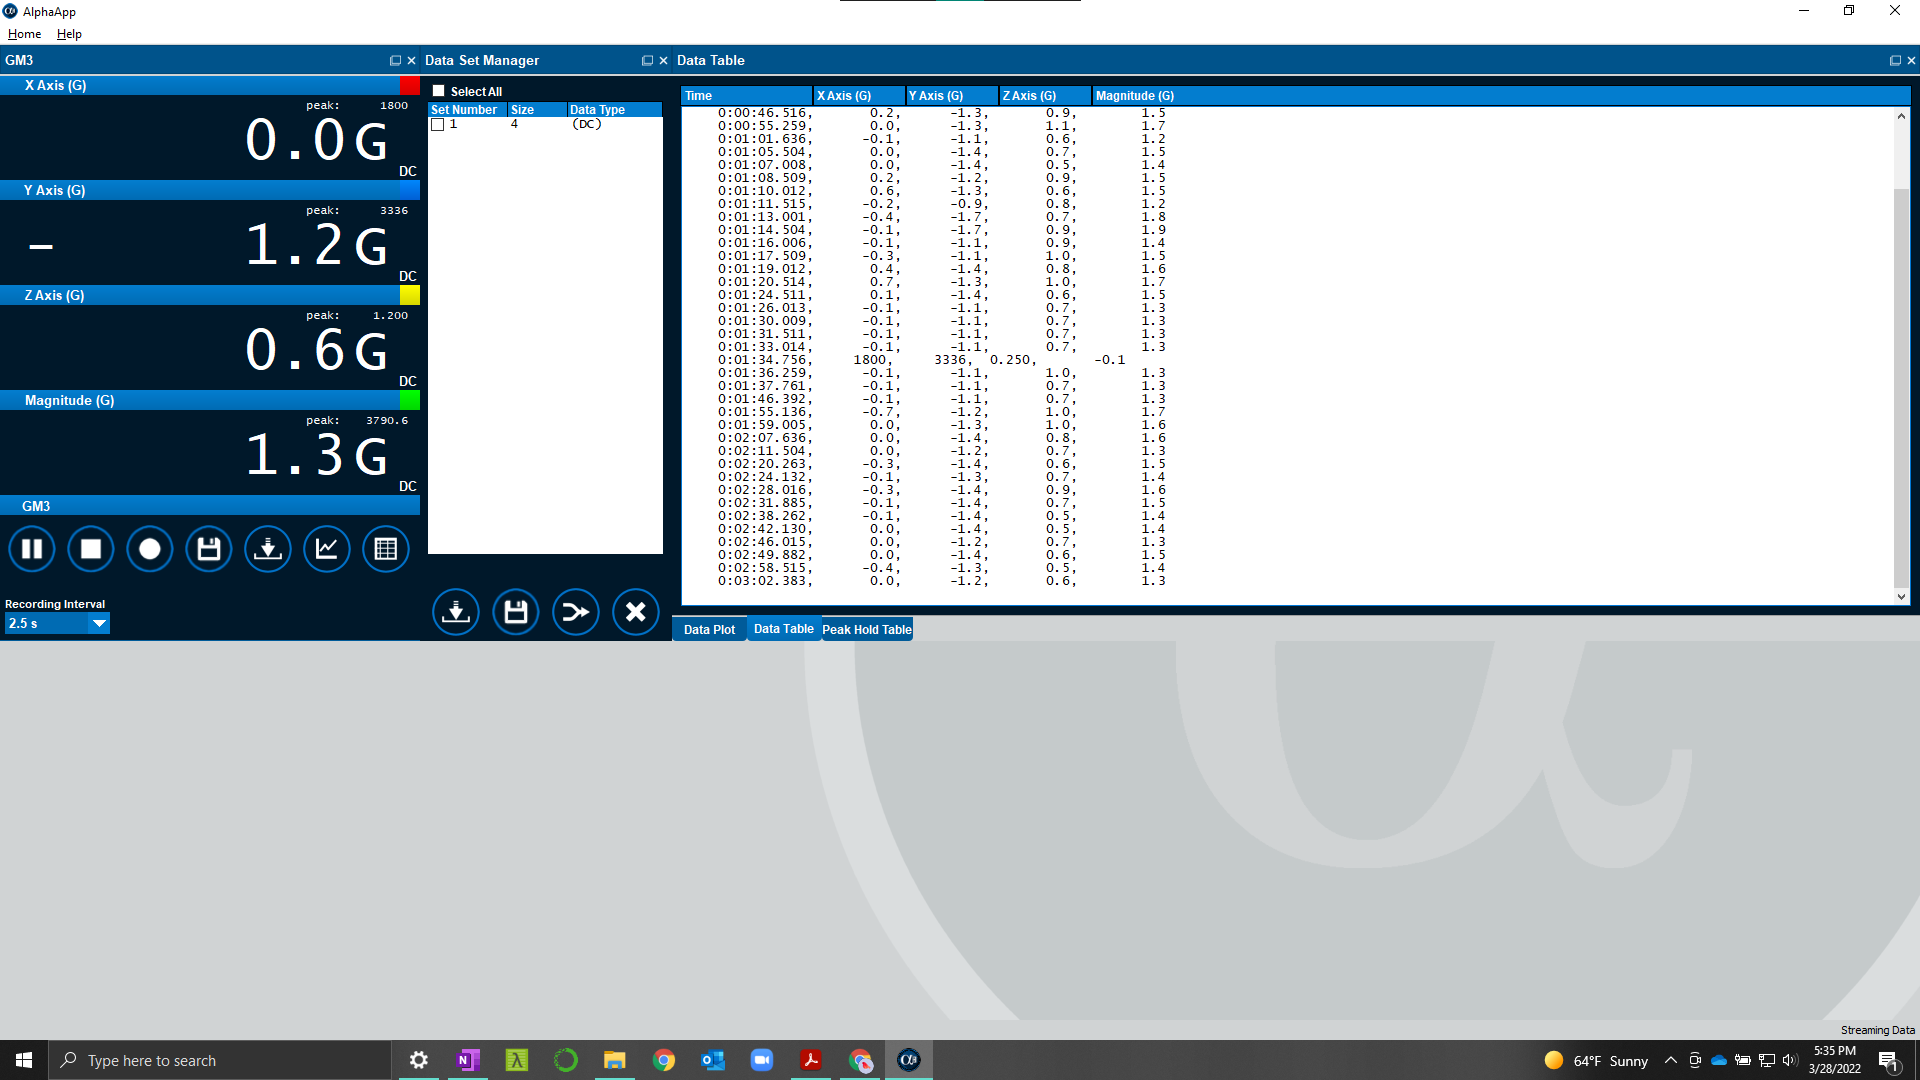 AlphaApp
Home Help
GM3
X Axis (G)
peak: 1800
0.0G
DC
Y Axis (G)
peak: 3336
- 1.2G
DC
Z Axis (G)
peak: 1.200
0.6G
DC
Magnitude (G)
peak: 3790.6
1.3G
DC
GM3
Recording Interval
2.5 s
Data Set Manager
Select All
Set Number Size Data Type
1 4 (DC)
Data Table
Time X Axis (G) Y Axis (G) Z Axis (G) Magnitude (G)
0:00:46.516, 0.2, -1.3, 0.9, 1.5
0:00:55.259, 0.0, -1.3, 1.1, 1.7
0:01:01.636, -0.1, -1.1, 0.6, 1.2
0:01:05.504, 0.0, -1.4, 0.7, 1.5
0:01:07.008, 0.0, -1.4, 0.5, 1.4
0:01:08.509, 0.2, -1.2, 0.9, 1.5
0:01:10.012, 0.6, -1.3, 0.6, 1.5
0:01:11.515, -0.2, -0.9, 0.8, 1.2
0:01:13.001, -0.4, -1.7, 0.7, 1.8
0:01:14.504, -0.1, -1.7, 0.9, 1.9
0:01:16.006, -0.1, -1.1, 0.9, 1.4
0:01:17.509, -0.3, -1.1, 1.0, 1.5
0:01:19.012, 0.4, -1.4, 0.8, 1.6
0:01:20.514, 0.7, -1.3, 1.0, 1.7
0:01:24.511, 0.1, -1.4, 0.6, 1.5
0:01:26.013, -0.1, -1.1, 0.7, 1.3
0:01:30.009, -0.1, -1.1, 0.7, 1.3
0:01:31.511, -0.1, -1.1, 0.7, 1.3
0:01:33.014, -0.1, -1.1, 0.7, 1.3
0:01:34.756, 1800, 3336, 0.250, -0.1
0:01:36.259, -0.1, -1.1, 1.0, 1.3
0:01:37.761, -0.1, -1.1, 0.7, 1.3
0:01:46.392, -0.1, -1.1, 0.7, 1.3
0:01:55.136, -0.7, -1.2, 1.0, 1.7
0:01:59.005, 0.0, -1.3, 1.0, 1.6
0:02:07.636, 0.0, -1.4, 0.8, 1.6
0:02:11.504, 0.0, -1.2, 0.7, 1.3
0:02:20.263, -0.3, -1.4, 0.6, 1.5
0:02:24.132, -0.1, -1.3, 0.7, 1.4
0:02:28.016, -0.3, -1.4, 0.9, 1.6
0:02:31.885, -0.1, -1.4, 0.7, 1.5
0:02:38.262, -0.1, -1.4, 0.5, 1.4
0:02:42.130, 0.0, -1.4, 0.5, 1.4
0:02:46.015, 0.0, -1.2, 0.7, 1.3
0:02:49.882, 0.0, -1.4, 0.6, 1.5
0:02:58.515, -0.4, -1.3, 0.5, 1.4
0:03:02.383, 0.0, -1.2, 0.6, 1.3
Data Plot Data Table Peak Hold Table
Streaming Data
Type here to search
64°F Sunny
5:35 PM
3/28/2022
1